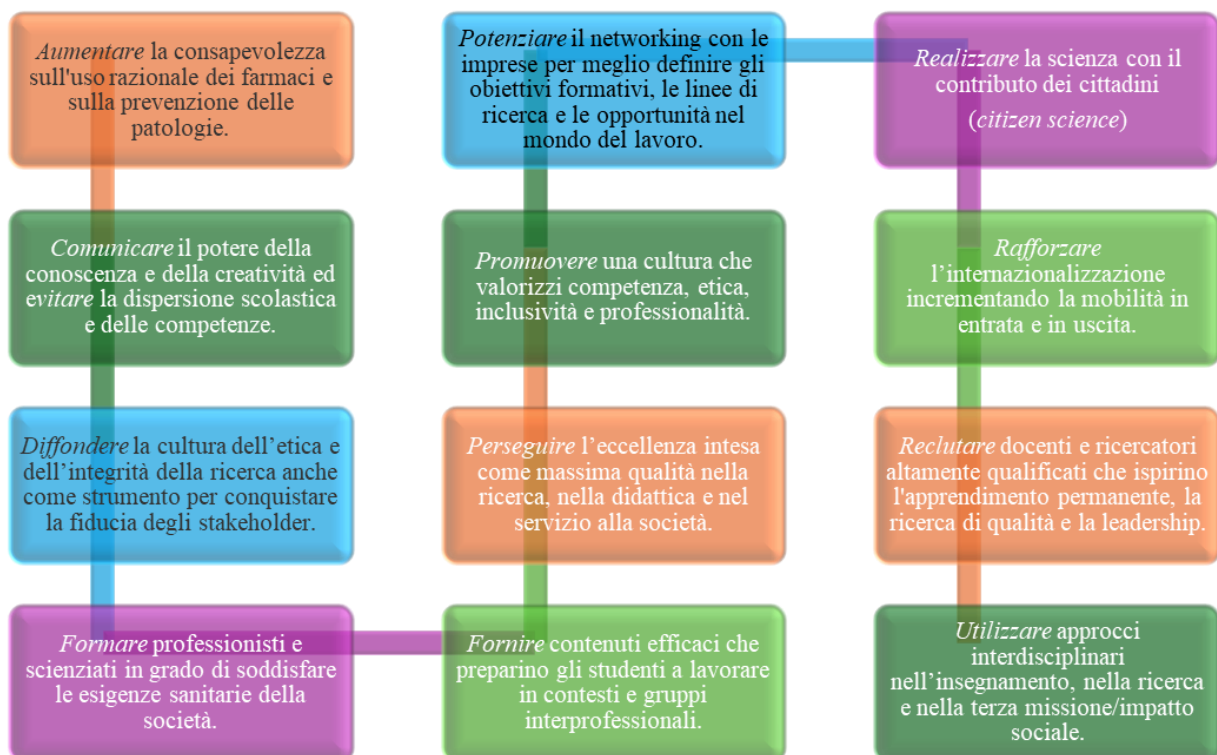 Aumentare la consapevolezza
sull'uso razionale dei farmaci e
sulla prevenzione delle
patologie.
Comunicare il potere della
conoscenza e della creatività ed
evitare la dispersione scolastica
e delle competenze.
Diffondere la cultura dell’etica e
dell’integrità della ricerca anche
come strumento per conquistare
la fiducia degli stakeholder.
Formare professionisti e
scienziati in grado di soddisfare
le esigenze sanitarie della
società.
Fornire contenuti efficaci che
preparino gli studenti a lavorare
in contesti e gruppi
interprofessionali.
Perseguire l’eccellenza intesa
come massima qualità nella
ricerca, nella didattica e nel
servizio alla società.
Promuovere una cultura che
valorizzi competenza, etica,
inclusività e professionalità.
Potenziare il networking con le
imprese per meglio definire gli
obiettivi formativi, le linee di
ricerca e le opportunità nel
mondo del lavoro.
Realizzare la scienza con il
contributo dei cittadini
(citizen science)
Rafforzare
l’internazionalizzazione
incrementando la mobilità in
entrata e in uscita.
Reclutare docenti e ricercatori
altamente qualificati che ispirino
l'apprendimento permanente, la
ricerca di qualità e la leadership.
Utilizzare approcci
interdisciplinari
nell’insegnamento, nella ricerca
e nella terza missione/impatto
sociale.